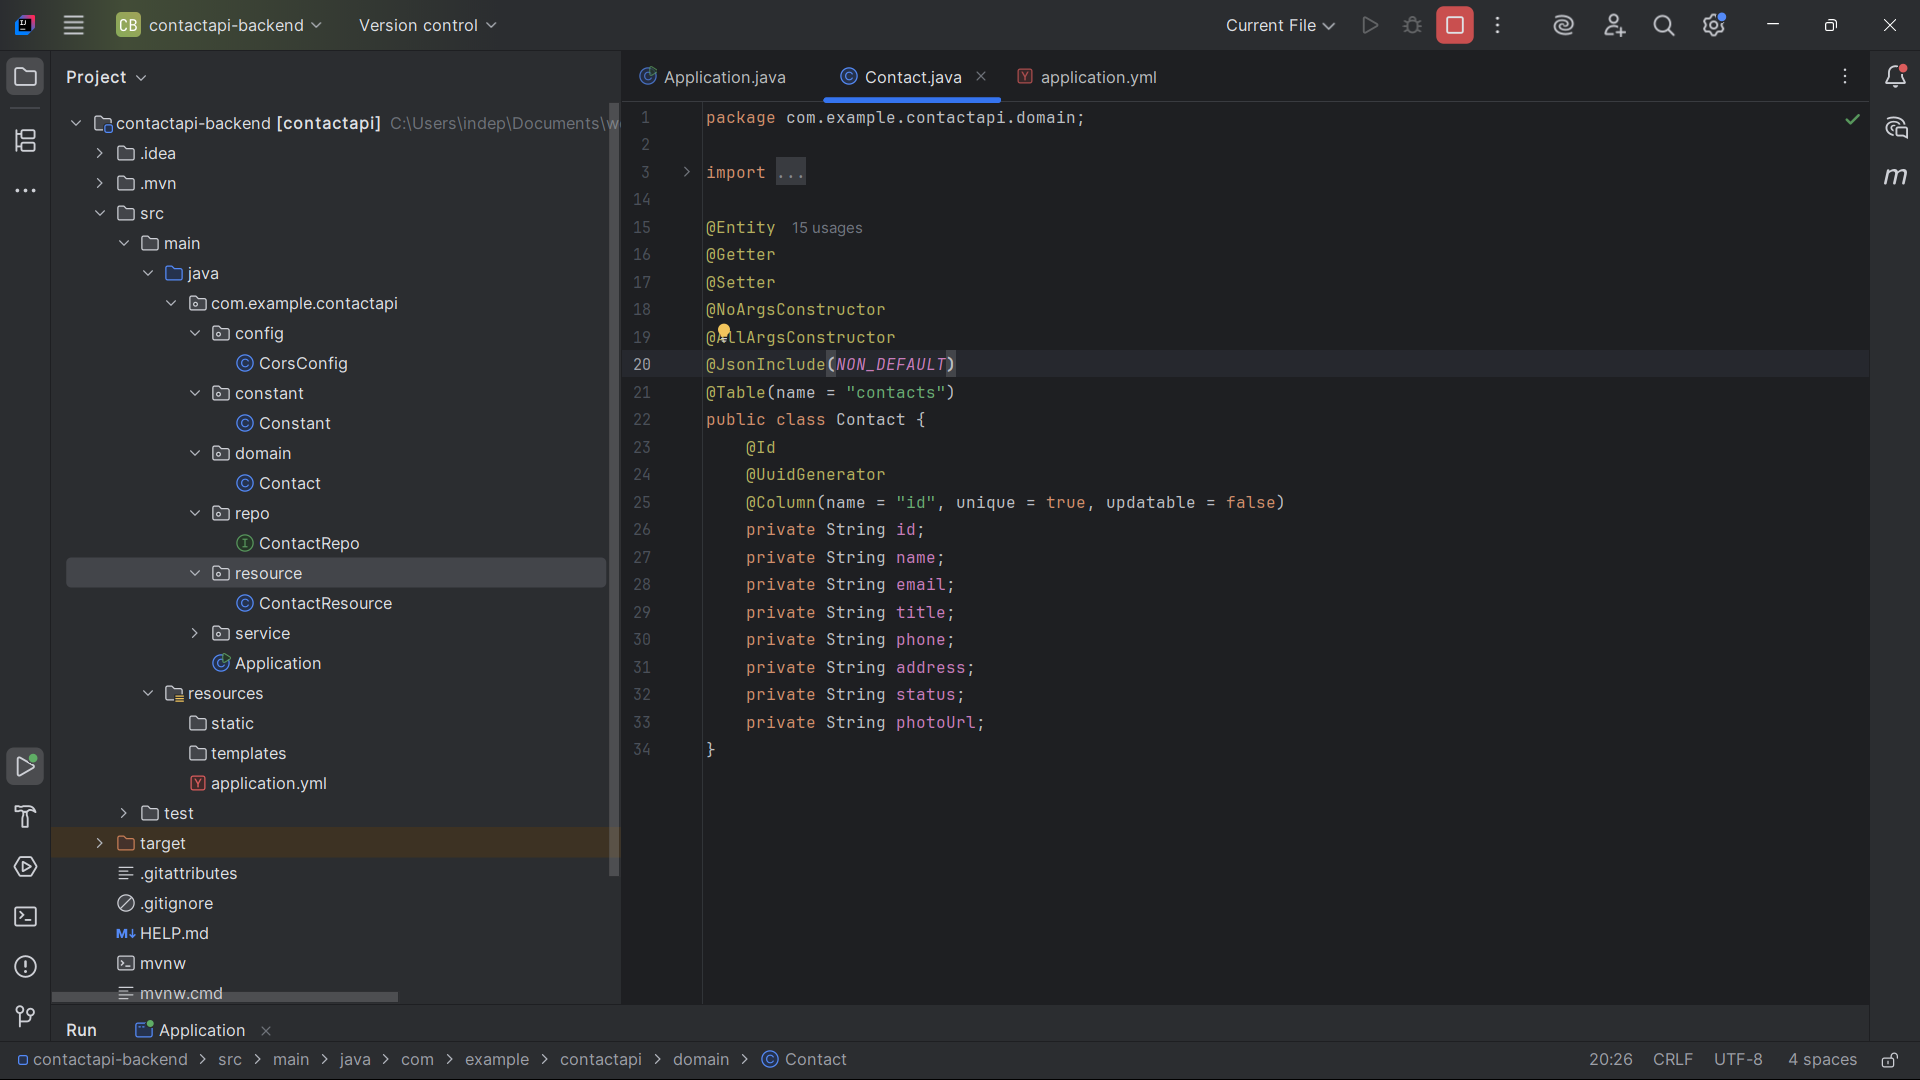 CB contactapi-backend Version control Current File
Project
contactapi-backend [contactapi] C:\Users\indep\Documents\w
.idea
.mvn
src
main
java
com.example.contactapi
config
CorsConfig
constant
Constant
domain
Contact
repo
ContactRepo
resource
ContactResource
service
Application
resources
static
templates
application.yml
test
target
.gitattributes
.gitignore
HELP.md
mvnw
mvnw.cmd
Application.java Contact.java application.yml
1 package com.example.contactapi.domain;
2
3 import ...
14
15 @Entity 15 usages
16 @Getter
17 @Setter
18 @NoArgsConstructor
19 @AllArgsConstructor
20 @JsonInclude(NON_DEFAULT)
21 @Table(name = "contacts")
22 public class Contact {
23 @Id
24 @UuidGenerator
25 @Column(name = "id", unique = true, updatable = false)
26 private String id;
27 private String name;
28 private String email;
29 private String title;
30 private String phone;
31 private String address;
32 private String status;
33 private String photoUrl;
34 }
m
Run Application
contactapi-backend > src > main > java > com > example > contactapi > domain > Contact 20:26 CRLF UTF-8 4 spaces